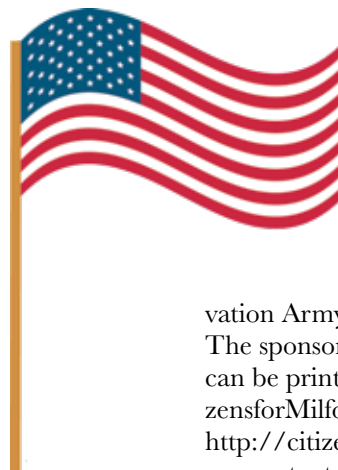 vation Army
The sponsor
can be print
zensforMilfo
http://citize